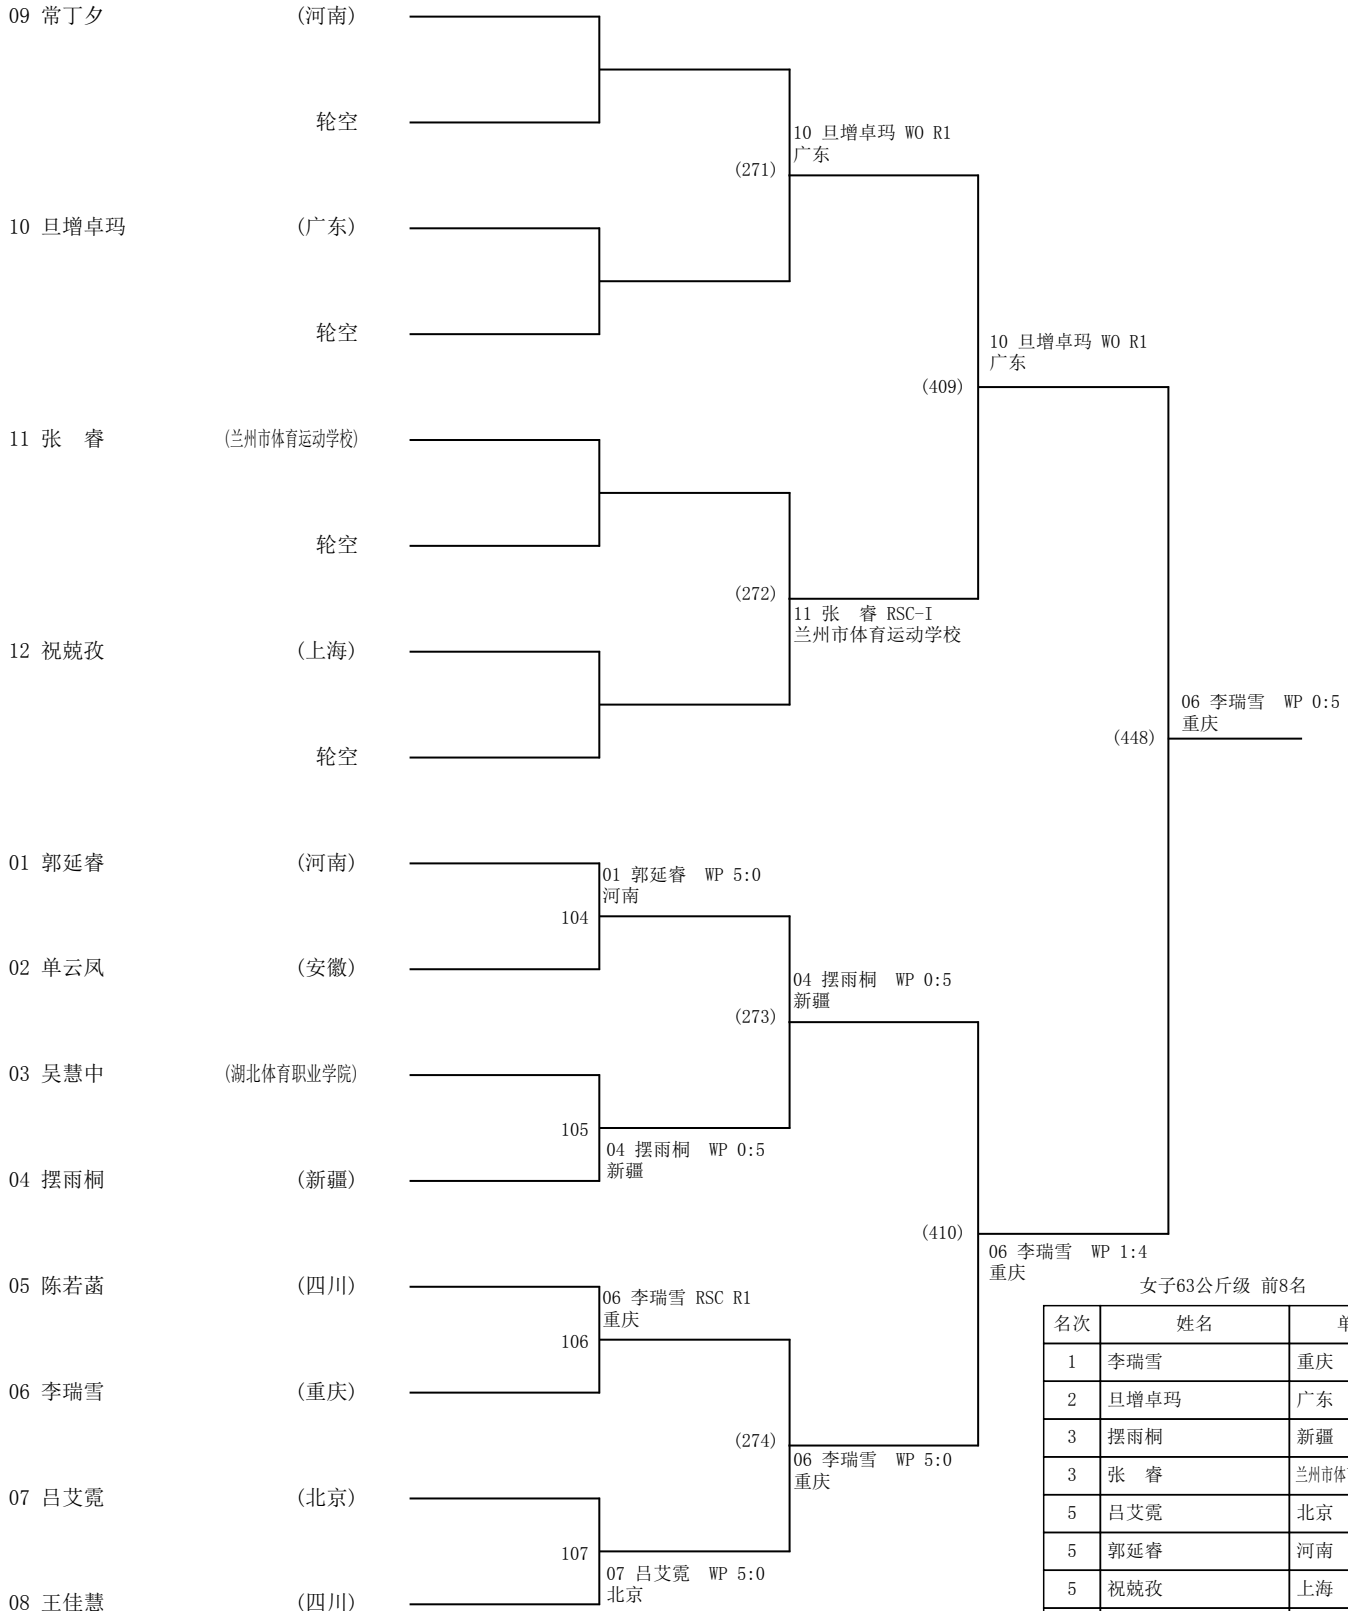 09 常丁夕 (河南)
轮空
10 旦增卓玛 WO R1
广东
(271)
10 旦增卓玛 (广东)
轮空
10 旦增卓玛 WO R1
广东
(409)
11 张 睿 (兰州市体育运动学校)
轮空
(272)
11 张 睿 RSC-I
兰州市体育运动学校
12 祝兢孜 (上海)
轮空
06 李瑞雪 WP 0:5
重庆
(448)
01 郭延睿 (河南)
01 郭延睿 WP 5:0
河南
104
02 单云凤 (安徽)
04 摆雨桐 WP 0:5
新疆
(273)
03 吴慧中 (湖北体育职业学院)
105
04 摆雨桐 WP 0:5
新疆
04 摆雨桐 (新疆)
(410)
06 李瑞雪 WP 1:4
重庆
05 陈若菡 (四川)
06 李瑞雪 RSC R1
重庆
106
06 李瑞雪 (重庆)
(274)
06 李瑞雪 WP 5:0
重庆
07 吕艾霓 (北京)
107
07 吕艾霓 WP 5:0
北京
08 王佳慧 (四川)
女子63公斤级 前8名
名次 姓名
1 李瑞雪 重庆
2 旦增卓玛 广东
3 摆雨桐 新疆
3 张 睿 兰州市体
5 吕艾霓 北京
5 郭延睿 河南
5 祝兢孜 上海